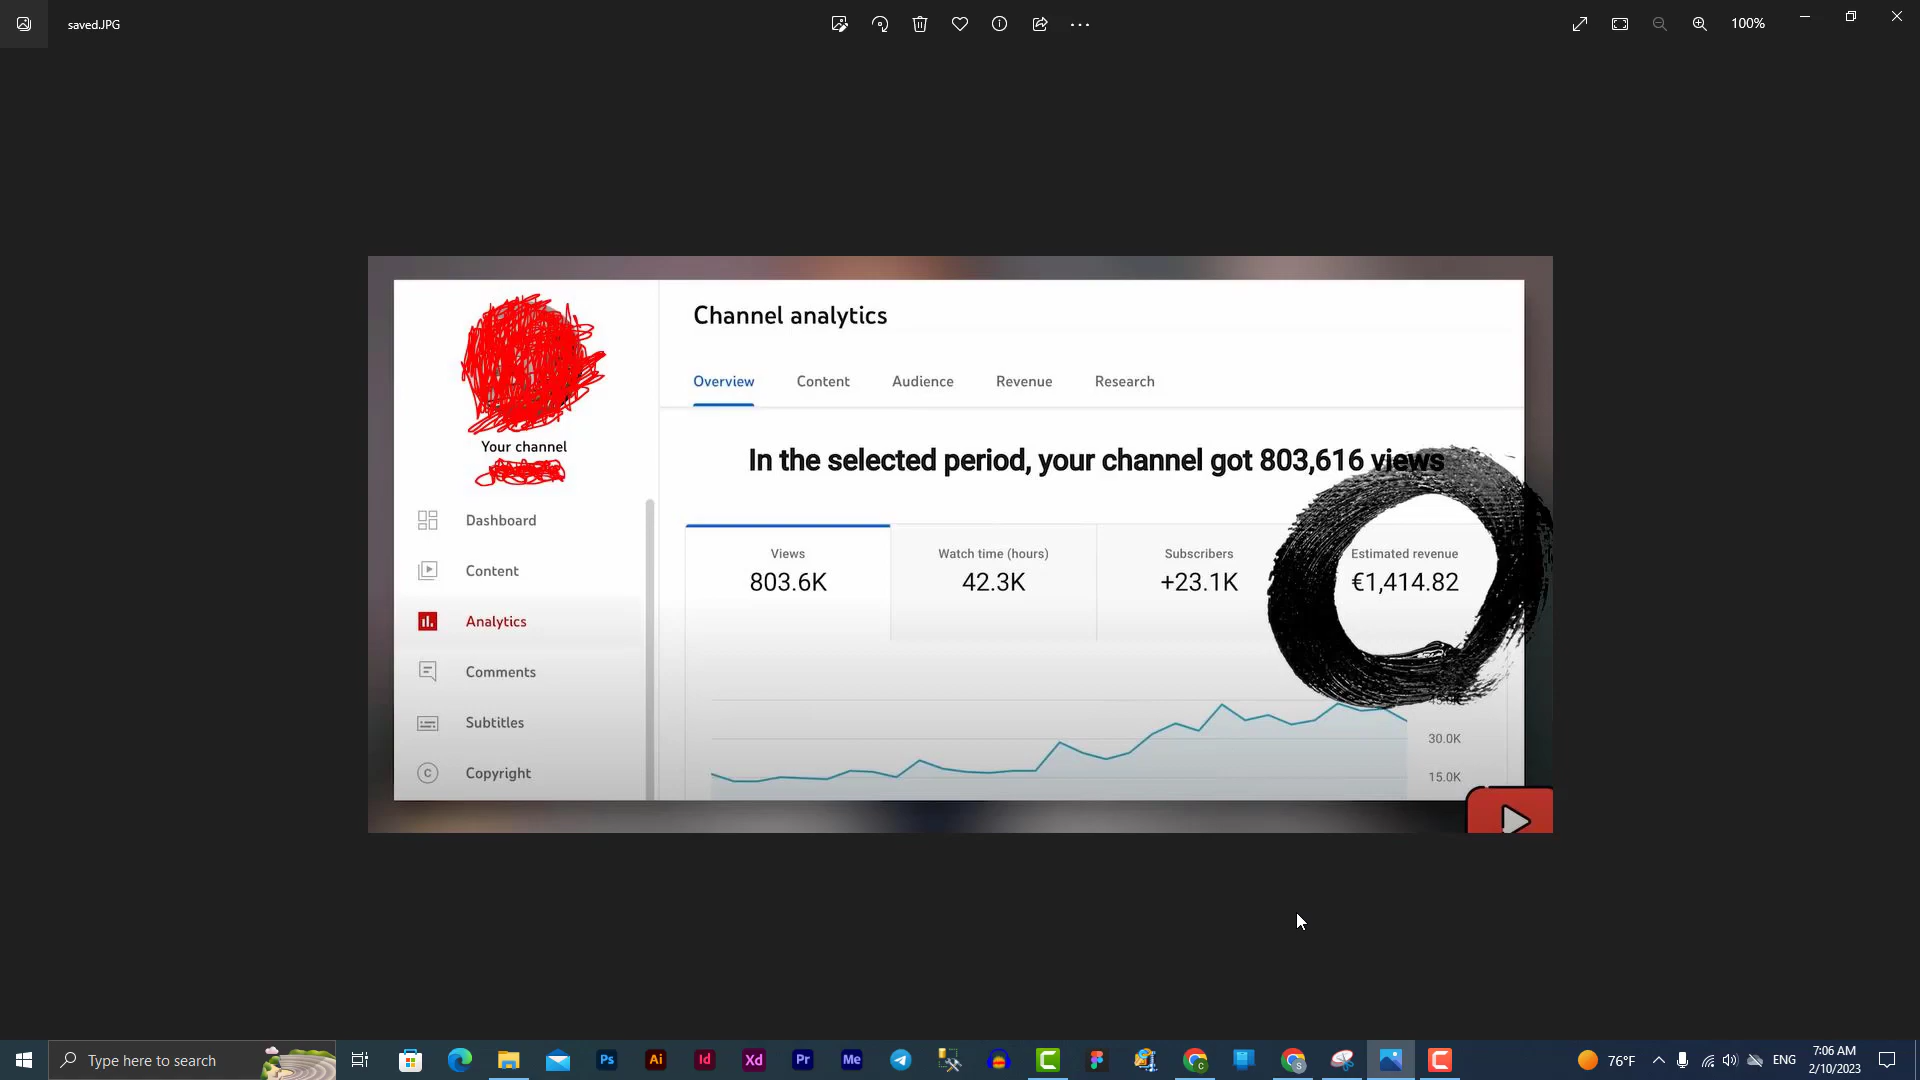 saved.JPG
100%
Channel analytics
Overview Content Audience Revenue Research
Your channel
In the selected period, your channel got 803,616 views
Dashboard
Content
Analytics
Comments
Subtitles
Copyright
Views
803.6K
Watch time (hours)
42.3K
Subscribers
+23.1K
Estimated revenue
€1,414.82
30.0K
15.0K
Type here to search
Ps Ai Id Xd Pr Me
76°F
ENG
7:06 AM
2/10/2023